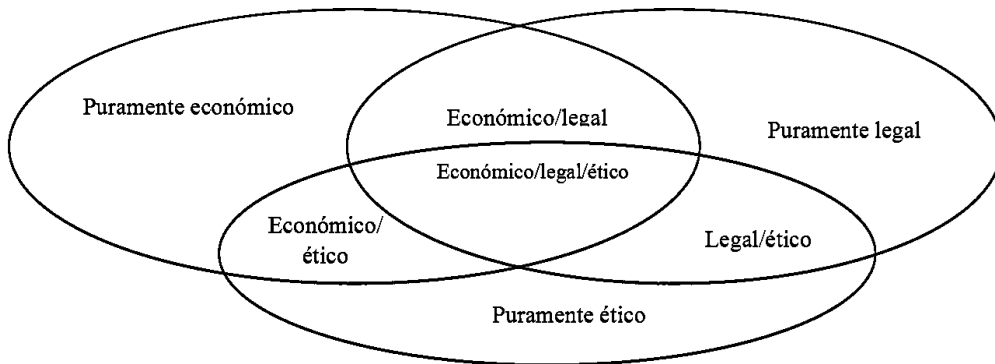 Puramente económico
Económico/legal
Puramente legal
Económico/legal/ético
Económico/
ético
Legal/ético
Puramente ético